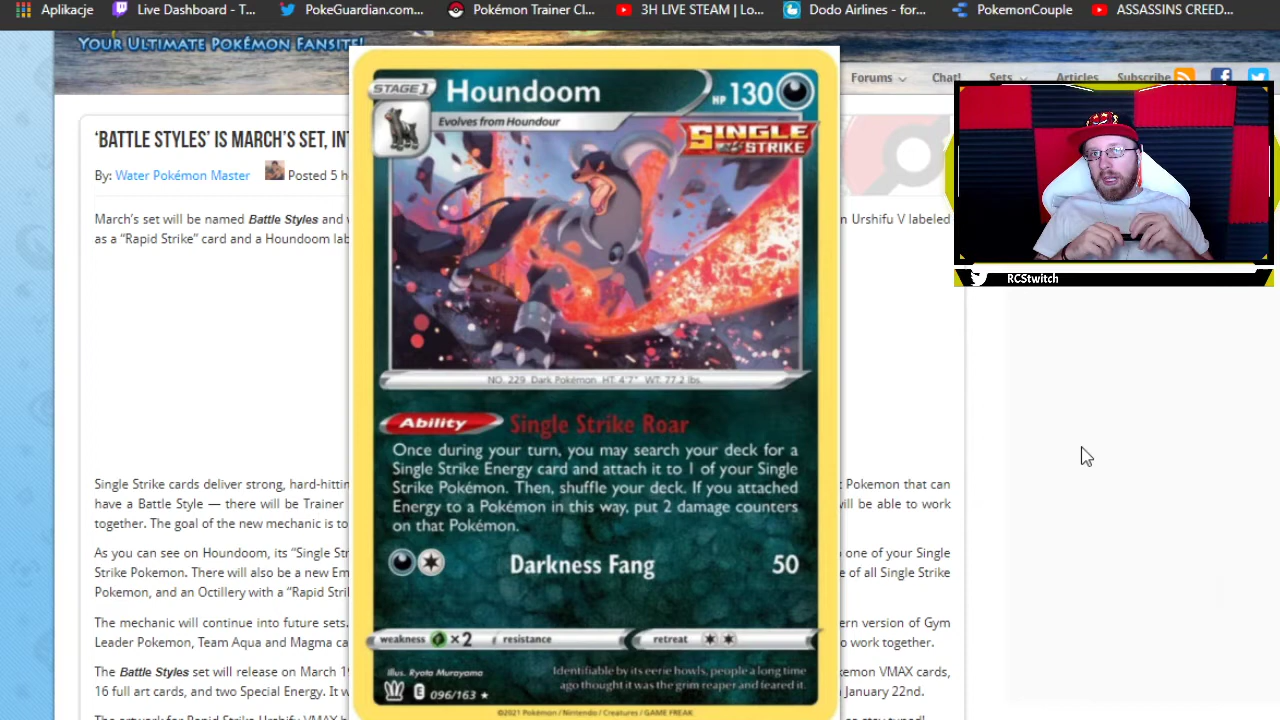 Aplikacje Live Dashboard - T... PokeGuardian.com... Pokémon Trainer Cl... 3H LIVE STEAM | Lo... Dodo Airlines - for... PokemonCouple ASSASSINS CREED...
YOUR ULTIMATE POKÉMON FANSITE!
Forums Chat! Sets Articles Subscribe
'BATTLE STYLES' IS MARCH'S SET, IN
By: Water Pokémon Master Posted 5 h
March's set will be named Battle Styles and
n Urshifu V labeled
as a "Rapid Strike" card and a Houndoom lab
STAGE 1 Houndoom HP 130
Evolves from Houndour
SINGLE
STRIKE
NO. 229 Dark Pokémon HT: 4'7" WT: 77.2 lbs.
Ability Single Strike Roar
Once during your turn, you may search your deck for a
Single Strike Energy card and attach it to 1 of your Single
Strike Pokémon. Then, shuffle your deck. If you attached
Energy to a Pokémon in this way, put 2 damage counters
on that Pokémon.
Darkness Fang 50
weakness ×2 resistance retreat
Illus. Ryota Murayama
Identifiable by its eerie howls, people a long time
ago thought it was the grim reaper and feared it.
E 096/163 ★
©2021 Pokémon / Nintendo / Creatures / GAME FREAK
RCStwitch
Single Strike cards deliver strong, hard-hittin
Pokemon that can
have a Battle Style — there will be Trainer
will be able to work
together. The goal of the new mechanic is to
As you can see on Houndoom, its "Single Str
o one of your Single
Strike Pokemon. There will also be a new Em
e of all Single Strike
Pokemon, and an Octillery with a "Rapid Stri
The mechanic will continue into future sets.
ern version of Gym
Leader Pokemon, Team Aqua and Magma ca
o work together.
The Battle Styles set will release on March 1
kemon VMAX cards,
16 full art cards, and two Special Energy. It w
January 22nd.